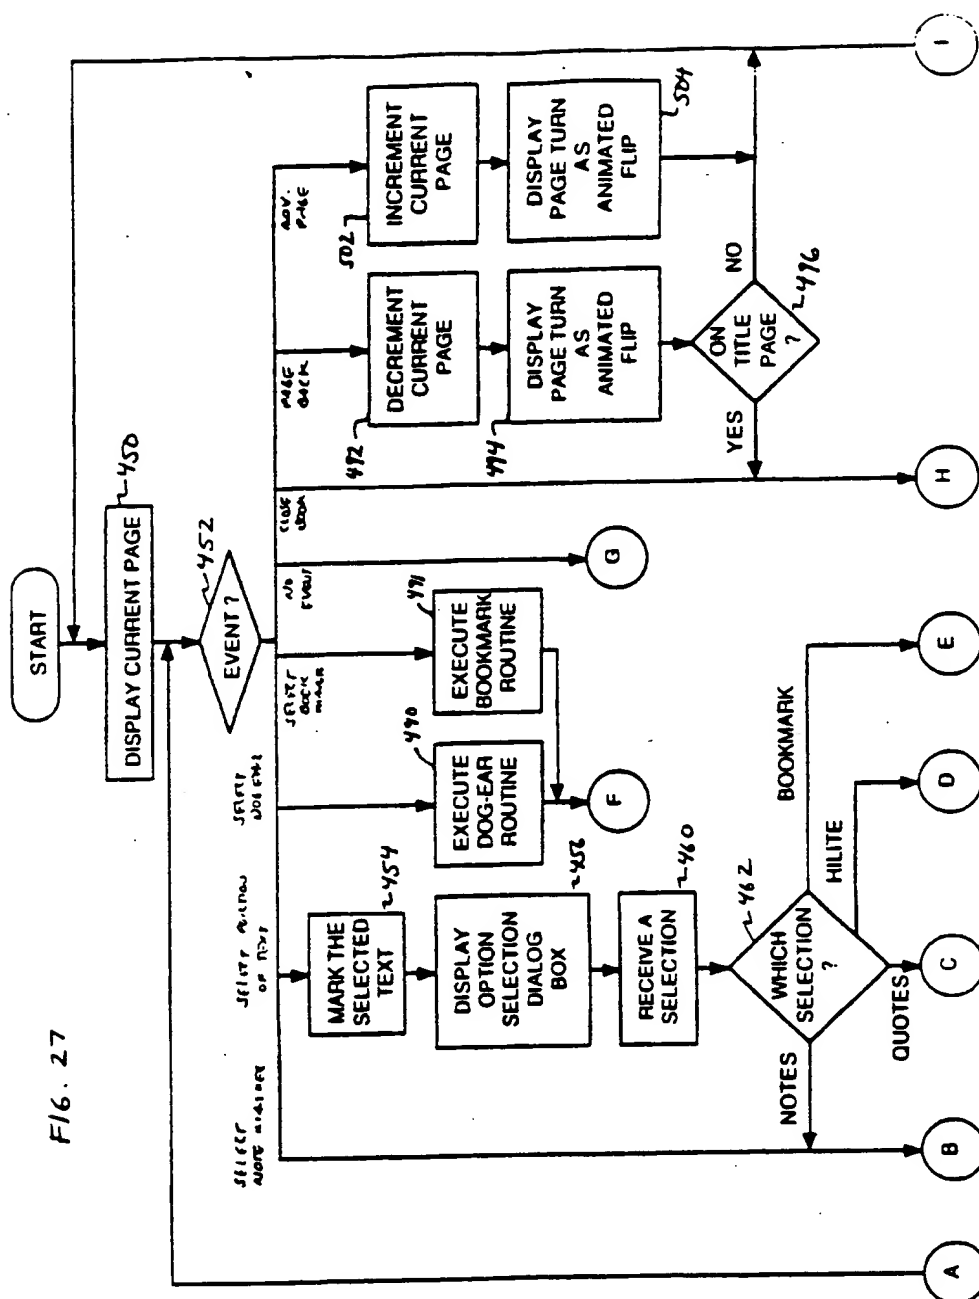 FIG. 27
START
DISPLAY CURRENT PAGE
450
EVENT ?
452
SELECT
NOTE MARKER
SELECT PORTION
OF TEXT
SELECT
DOG EAR
SELECT
BOOK
MARK
NO
EVENT
CLOSE
BOOK
PAGE
BACK
ADV.
PAGE
MARK THE
SELECTED
TEXT
454
DISPLAY
OPTION
SELECTION
DIALOG
BOX
RECEIVE A
SELECTION
460
WHICH
SELECTION
?
462
NOTES
QUOTES
HILITE
BOOKMARK
490
EXECUTE
DOG-EAR
ROUTINE
491
EXECUTE
BOOKMARK
ROUTINE
492
DECREMENT
CURRENT
PAGE
494
DISPLAY
PAGE TURN
AS
ANIMATED
FLIP
ON
TITLE
PAGE
?
496
YES
NO
502
INCREMENT
CURRENT
PAGE
DISPLAY
PAGE TURN
AS
ANIMATED
FLIP
504
A
B
C
D
E
F
G
H
I